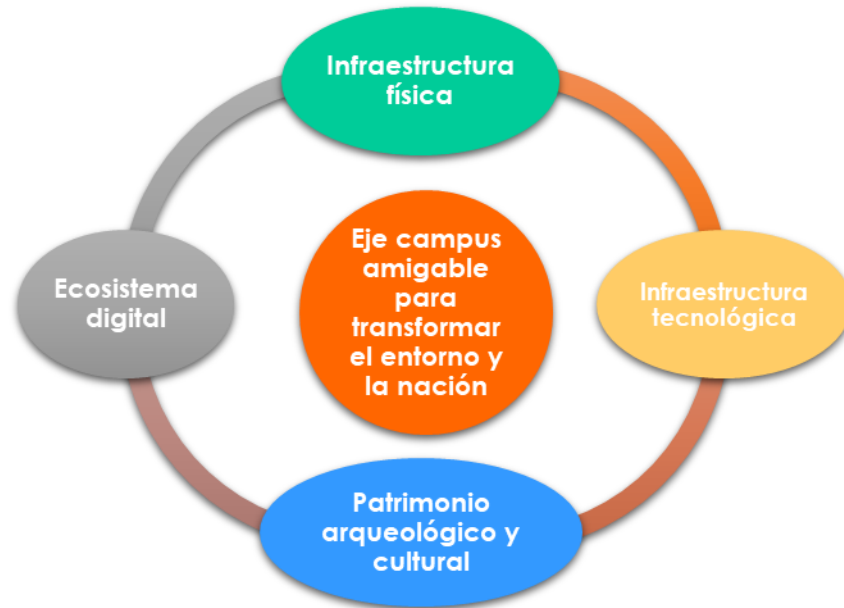 Infraestructura
física
Eje campus
amigable
para
transformar
el entorno y
la nación
Ecosistema
digital
Infraestructura
tecnológica
Patrimonio
arqueológico y
cultural